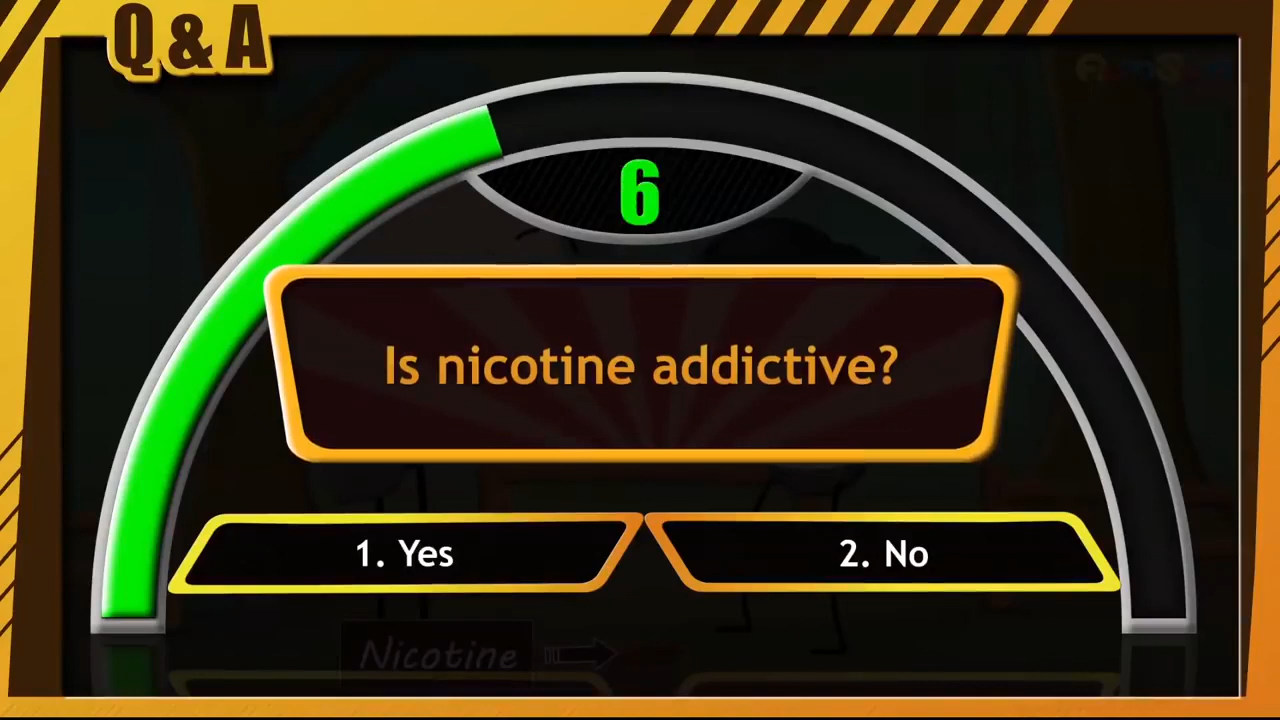 Q & A
6
Is nicotine addictive?
1. Yes
2. No
Nicotine